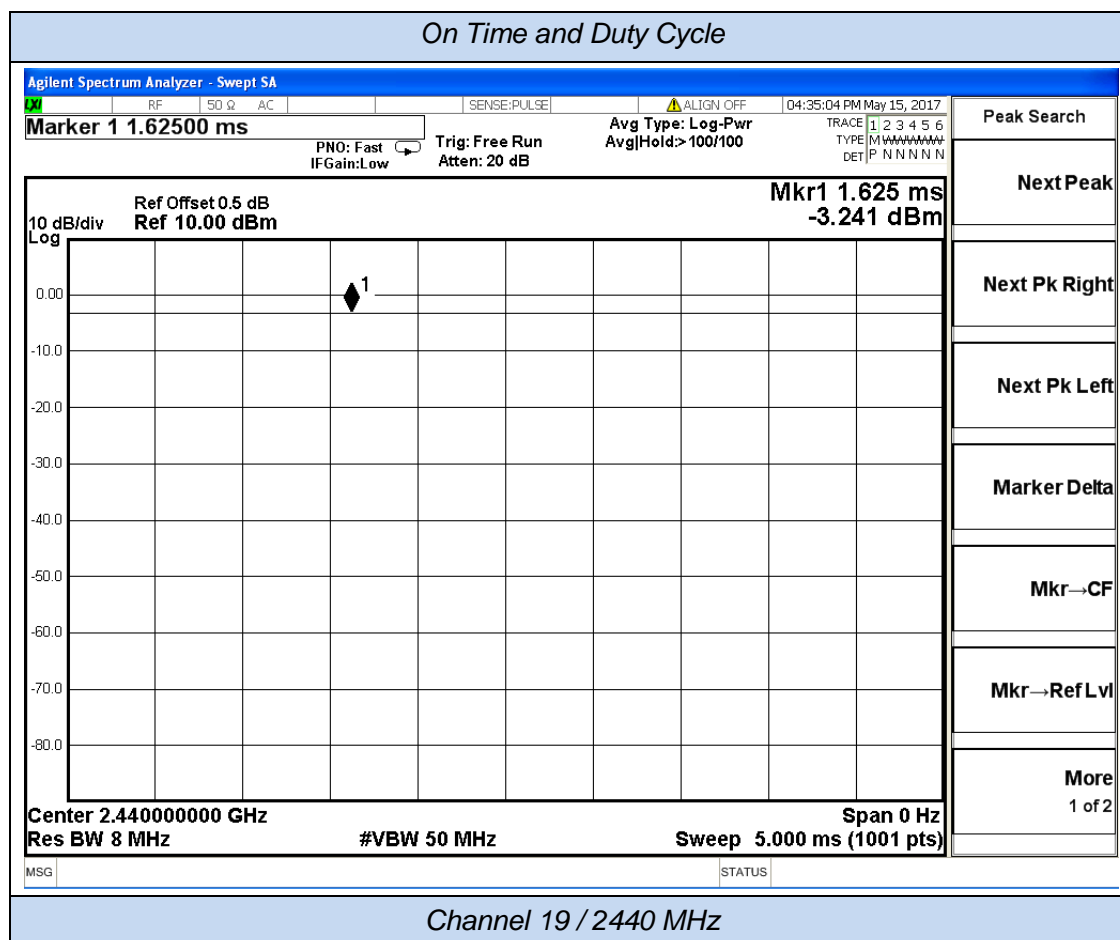 On Time and Duty Cycle
Agilent Spectrum Analyzer - Swept SA
LXI RF 50 Ω AC SENSE:PULSE ALIGN OFF 04:35:04 PM May 15, 2017
Marker 1 1.62500 ms
PNO: Fast
IFGain:Low
Trig: Free Run
Atten: 20 dB
Avg Type: Log-Pwr
Avg|Hold:>100/100
TRACE 1 2 3 4 5 6
TYPE M WWWWW
DET P N N N N N
Peak Search
Mkr1 1.625 ms
-3.241 dBm
Ref Offset 0.5 dB
10 dB/div Ref 10.00 dBm
Log
1
0.00
-10.0
-20.0
-30.0
-40.0
-50.0
-60.0
-70.0
-80.0
Center 2.440000000 GHz Span 0 Hz
Res BW 8 MHz #VBW 50 MHz Sweep 5.000 ms (1001 pts)
Next Peak
Next Pk Right
Next Pk Left
Marker Delta
Mkr→CF
Mkr→Ref Lvl
More
1 of 2
MSG STATUS
Channel 19 / 2440 MHz